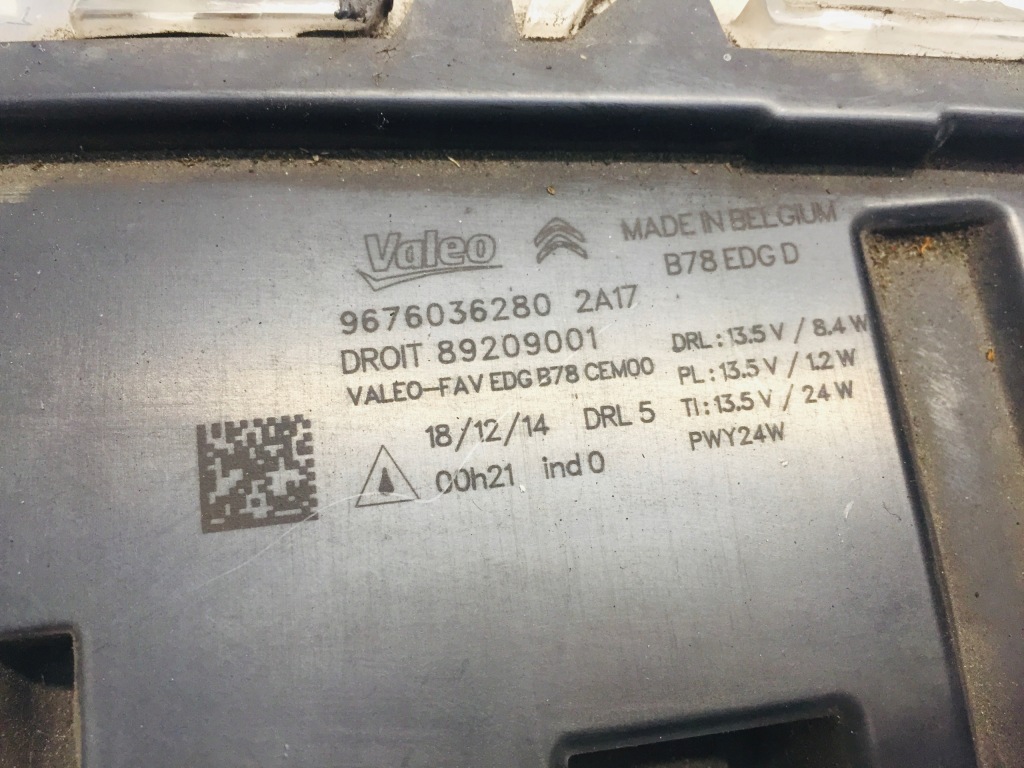 Valeo MADE IN BELGIUM
B78 EDG D
9676036280 2A17
DROIT 89209001
VALEO-FAV EDG B78 CEM00
DRL : 13.5 V / 8.4 W
PL : 13.5 V / 1.2 W
TI : 13.5 V / 24 W
PWY24W
18/12/14 DRL 5
00h21 ind 0